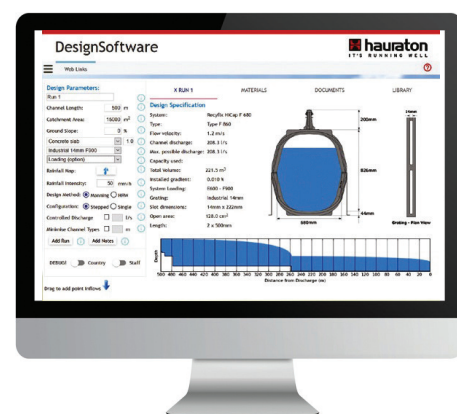 DesignSoftware
hauraton
IT'S RUNNING WELL
Web Links
Design Parameters:
Run 1
Channel Length: 500 m
Catchment Area: 15000 m²
Ground Slope: 0 %
Concrete slab 1.0
Industrial 14mm F900
Loading (option)
Rainfall Map:
Rainfall Intensity: 50 mm/h
Design Method: Manning HRW
Configuration: Stepped Single
Controlled Discharge l/s
Minimise Channel Types
Add Run Add Notes
DEBUG! Country Staff
Drag to add point inflows
X RUN 1 MATERIALS DOCUMENTS LIBRARY
Design Specification
System: Recyfix HiCap F 680
Type: Type F 860
Flow velocity: 1.2 m/s
Channel discharge: 208.3 l/s
Max. possible discharge: 208.3 l/s
Capacity used:
Total Volume: 221.5 m³
Installed gradient: 0.010 %
System Loading: E600 - F900
Grating: Industrial 14mm
Slot dimensions: 14mm x 222mm
Open area: 128.0 cm²
Length: 2 x 500mm
200mm
826mm
44mm
680mm
14mm
Grating - Plan View
Depth
500 480 460 440 420 400 380 360 340 320 300 280 260 240 220 200 180 160 140 120 100 80 60 40 20 0
Distance from Discharge (m)